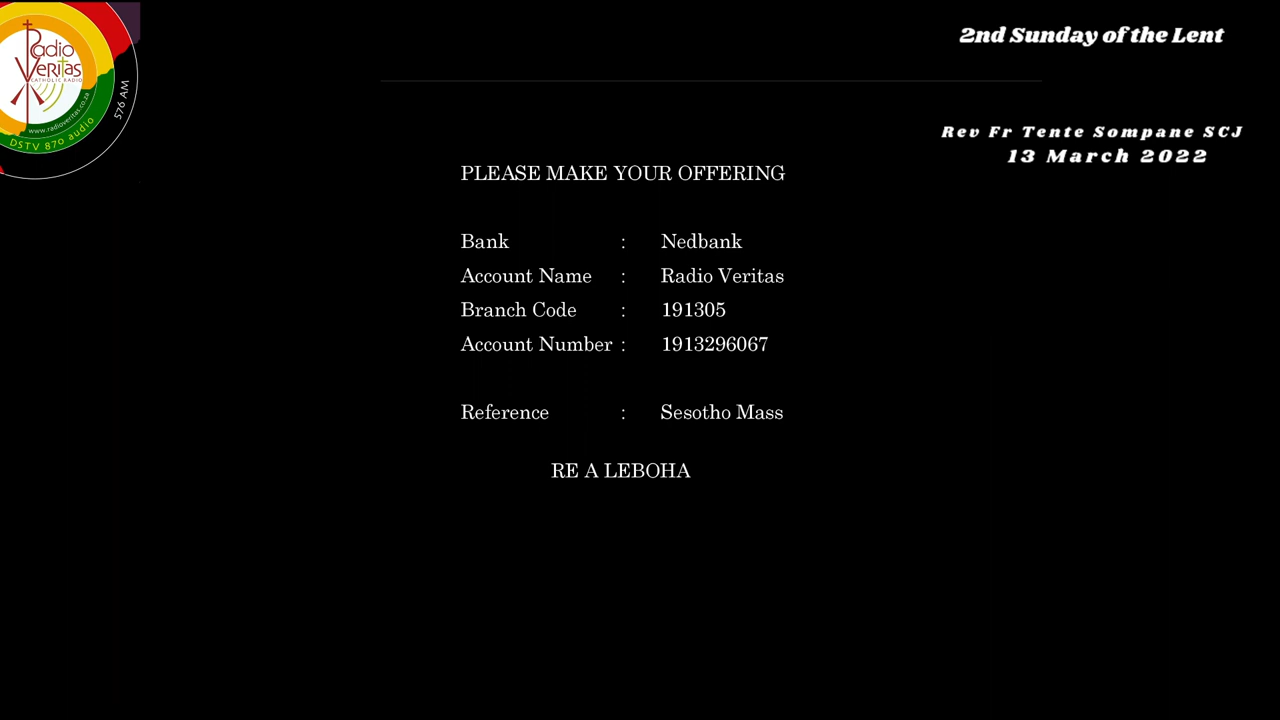 Radio
Veritas
CATHOLIC RADIO
www.radioveritas.co.za
DSTV 870 audio
576 AM
2nd Sunday of the Lent
Rev Fr Tente Sompane SCJ
13 March 2022
PLEASE MAKE YOUR OFFERING
Bank : Nedbank
Account Name : Radio Veritas
Branch Code : 191305
Account Number : 1913296067
Reference : Sesotho Mass
RE A LEBOHA